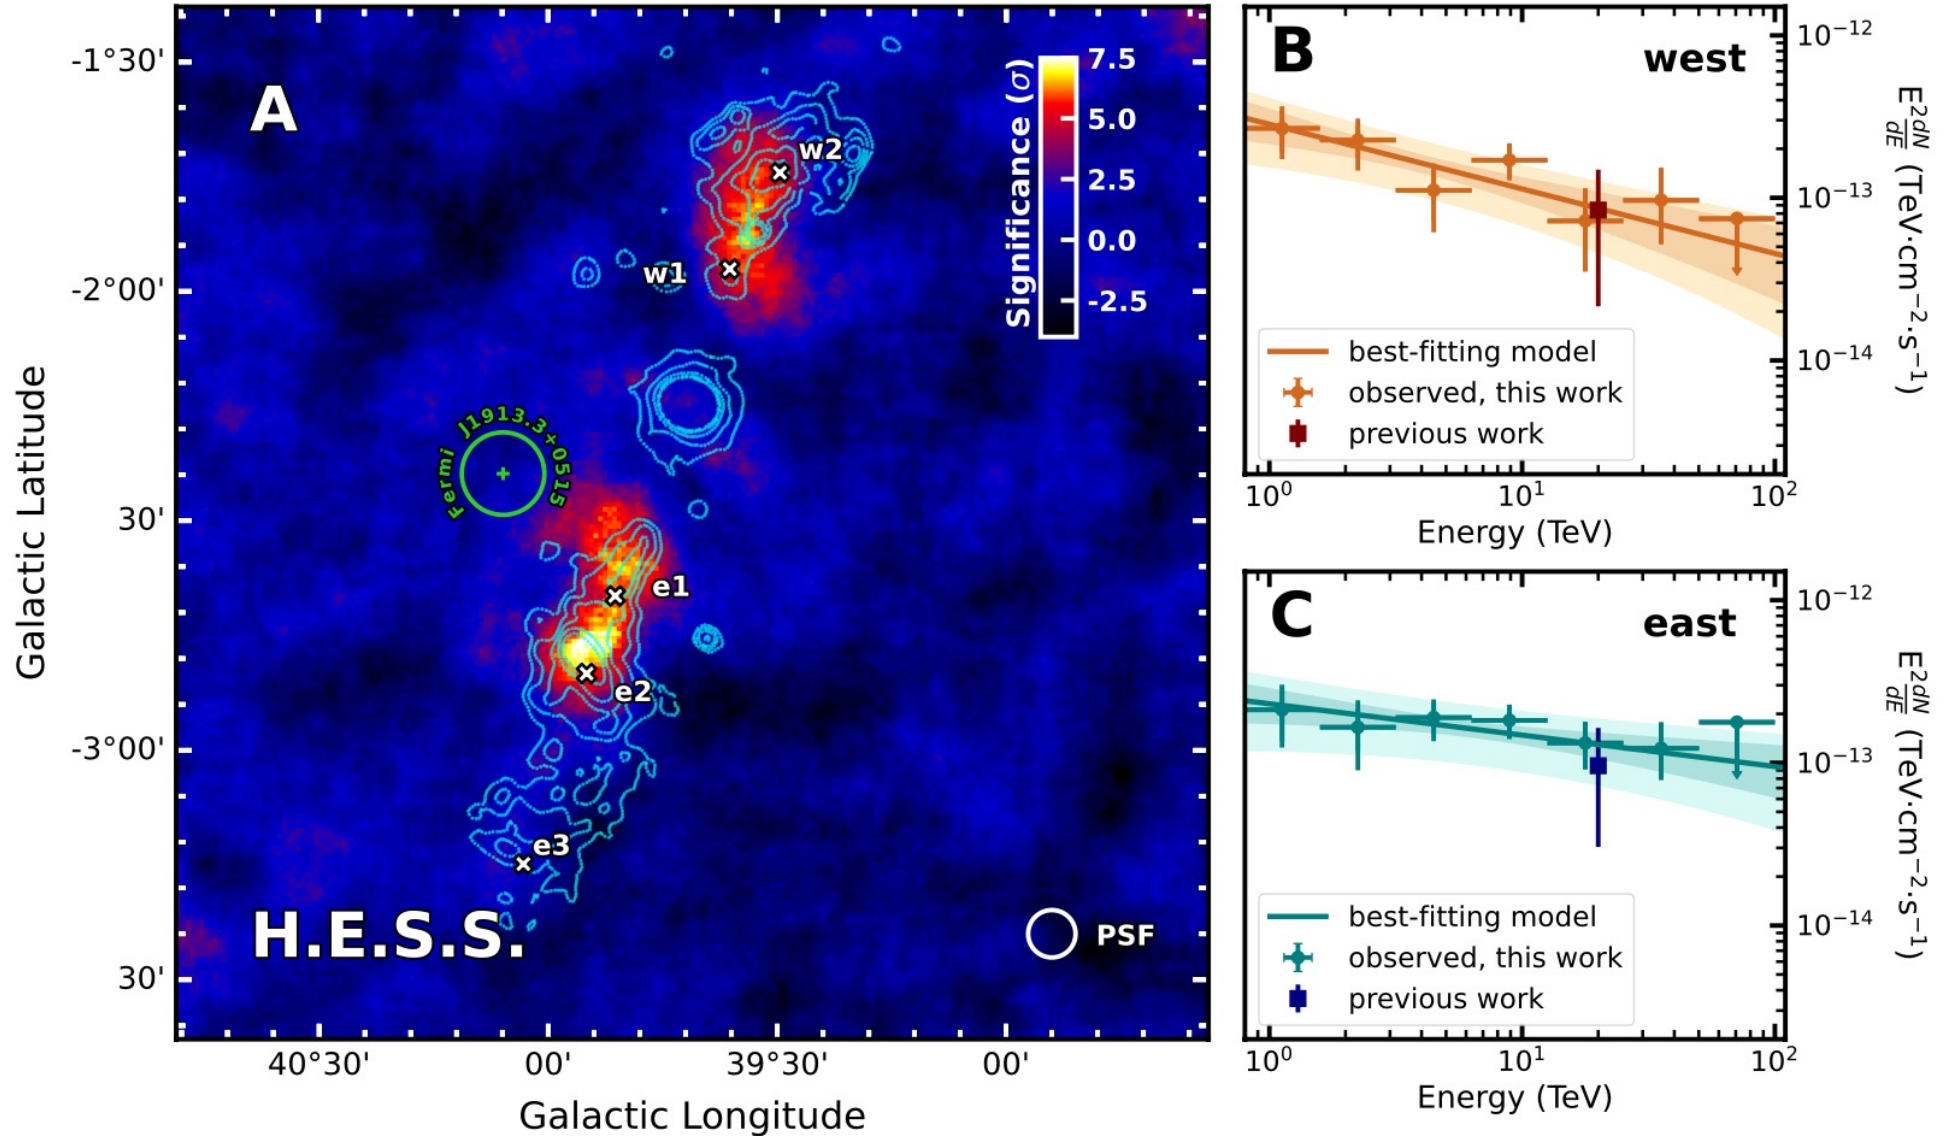 A
-1°30'
-2°00'
30'
-3°00'
30'
Galactic Latitude
40°30'
00'
39°30'
00'
Galactic Longitude
Significance (σ)
7.5
5.0
2.5
0.0
-2.5
w2
w1
Fermi J1913.3+0515
e1
e2
e3
H.E.S.S.
PSF
B
west
best-fitting model
observed, this work
previous work
10⁰
10¹
10²
Energy (TeV)
10⁻¹²
10⁻¹³
10⁻¹⁴
E² dN/dE (TeV·cm⁻²·s⁻¹)
C
east
best-fitting model
observed, this work
previous work
10⁰
10¹
10²
Energy (TeV)
10⁻¹²
10⁻¹³
10⁻¹⁴
E² dN/dE (TeV·cm⁻²·s⁻¹)